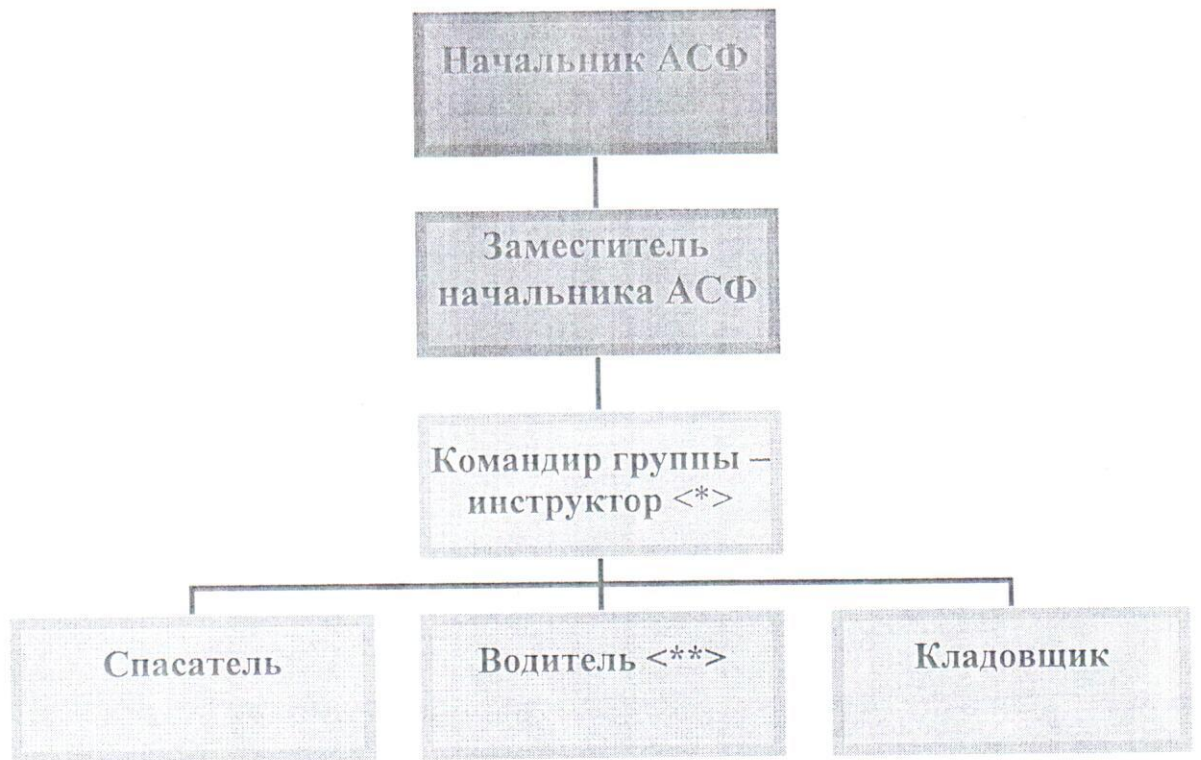 Начальник АСФ
Заместитель
начальника АСФ
Командир группы –
инструктор <*>
Спасатель
Водитель <**>
Кладовщик